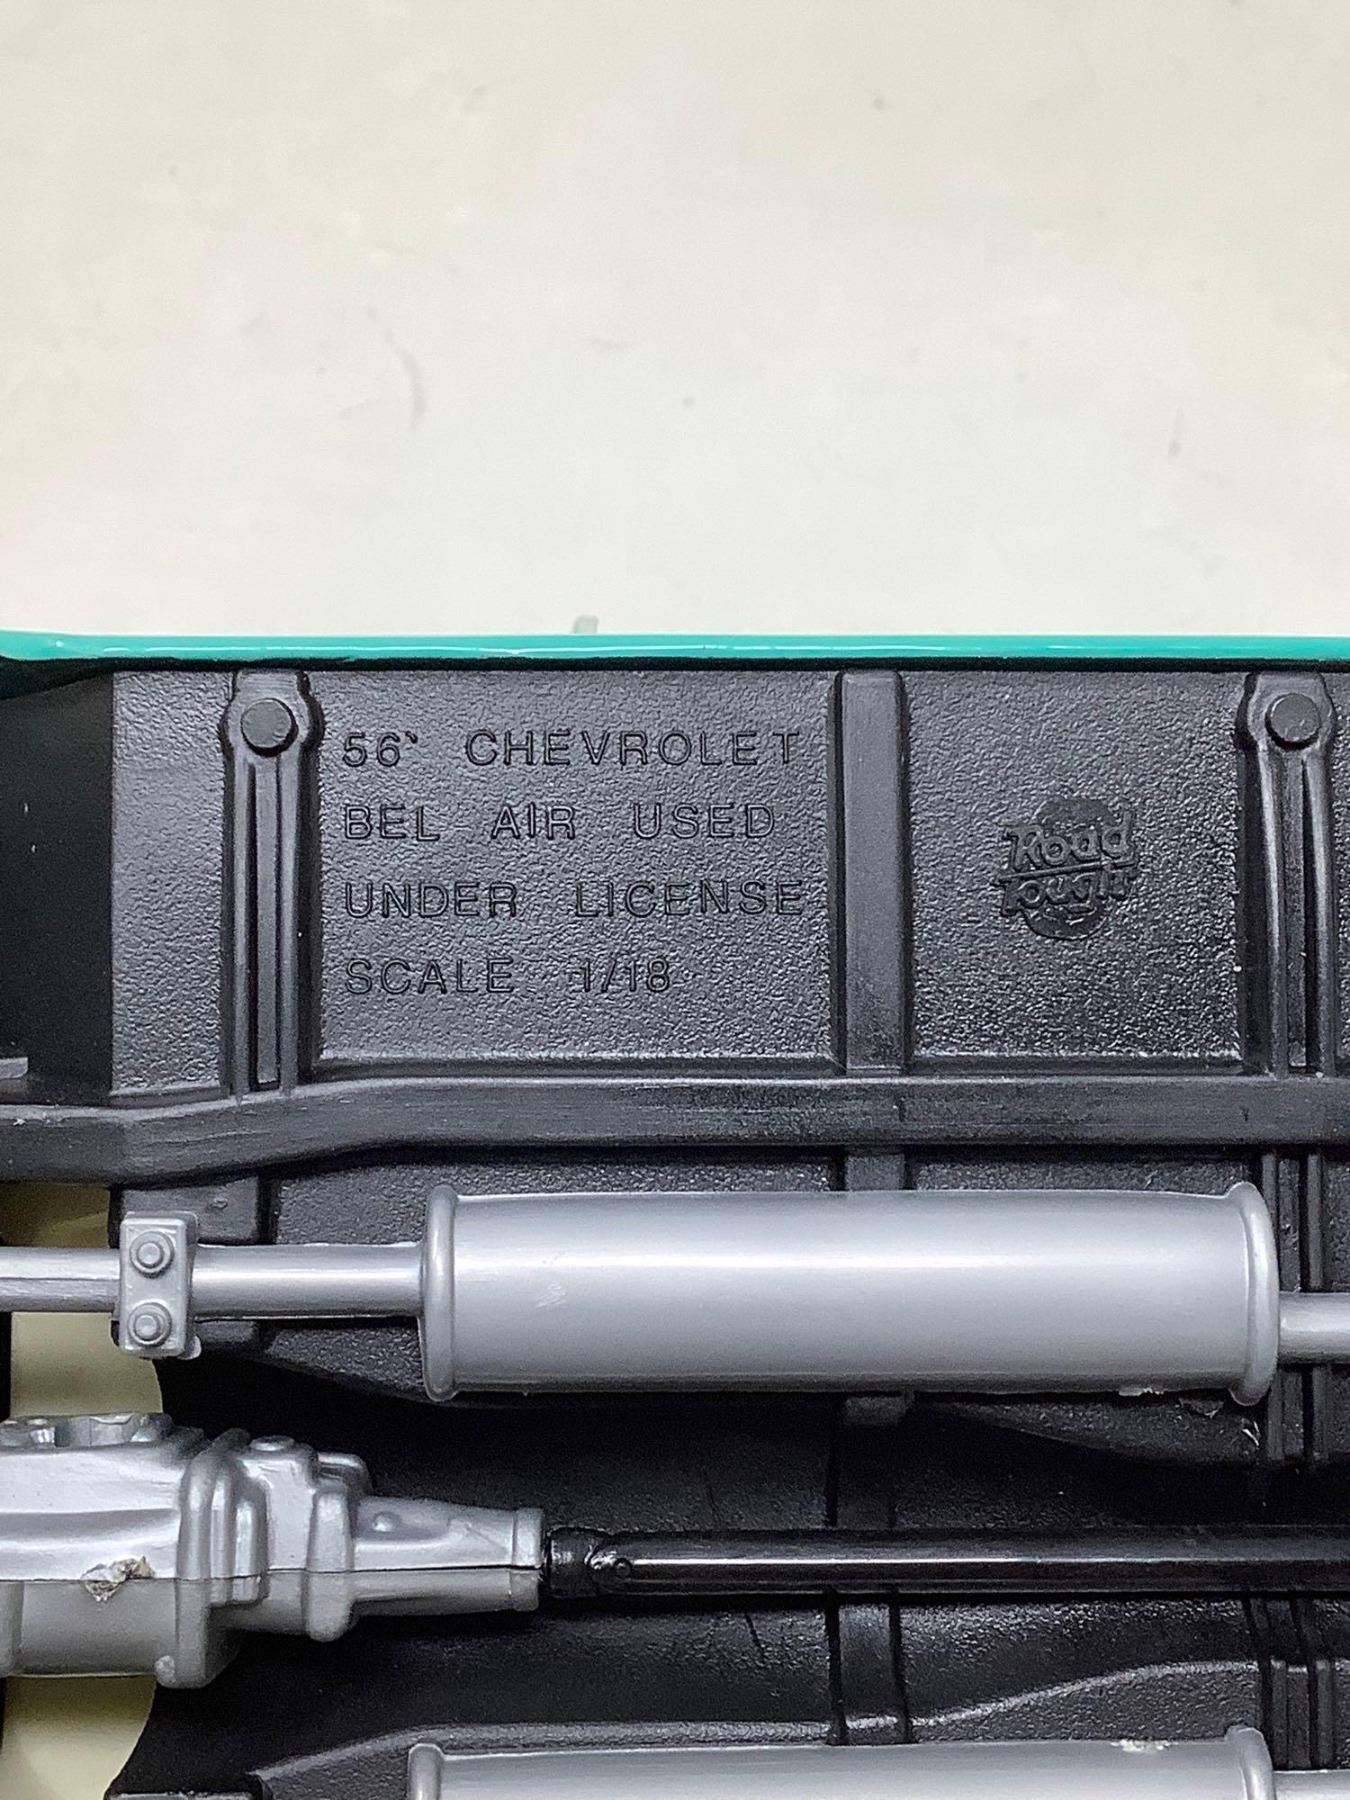 56` CHEVROLET
BEL AIR USED
UNDER LICENSE
SCALE 1/18
Road
Tough